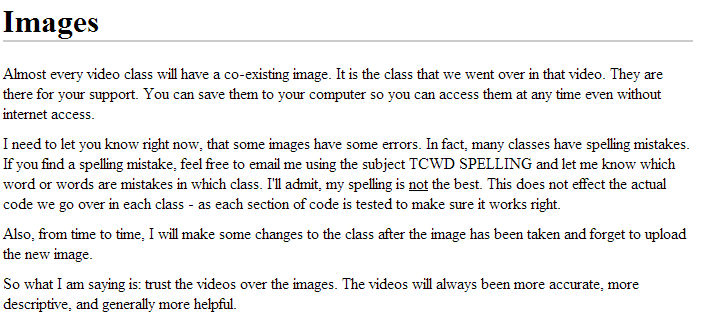 Images
Almost every video class will have a co-existing image. It is the class that we went over in that video. They are
there for your support. You can save them to your computer so you can access them at any time even without
internet access.
I need to let you know right now, that some images have some errors. In fact, many classes have spelling mistakes.
If you find a spelling mistake, feel free to email me using the subject TCWD SPELLING and let me know which
word or words are mistakes in which class. I'll admit, my spelling is not the best. This does not effect the actual
code we go over in each class - as each section of code is tested to make sure it works right.
Also, from time to time, I will make some changes to the class after the image has been taken and forget to upload
the new image.
So what I am saying is: trust the videos over the images. The videos will always been more accurate, more
descriptive, and generally more helpful.